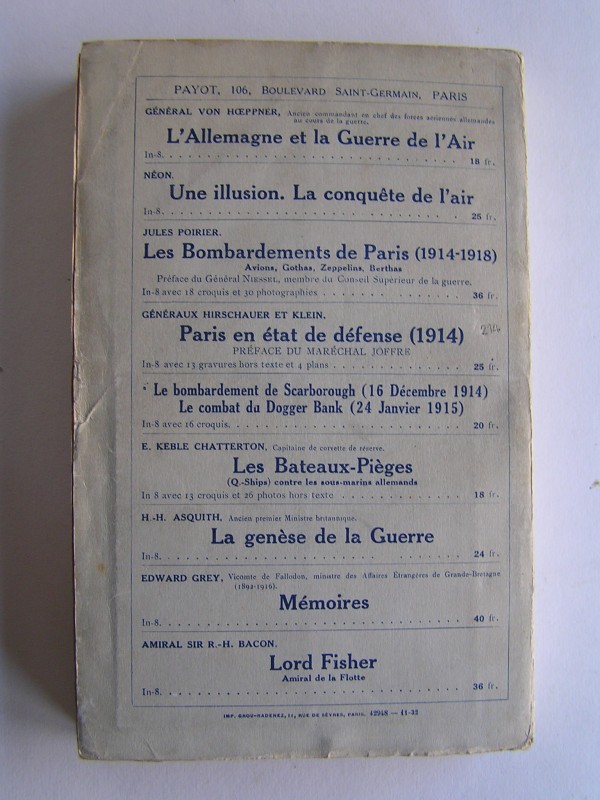 PAYOT, 106, BOULEVARD SAINT-GERMAIN, PARIS
GÉNÉRAL VON HŒPPNER, Ancien commandant en chef des forces aériennes allemandes
au cours de la guerre.
L'Allemagne et la Guerre de l'Air
In-8. 18 fr.
NÉON.
Une illusion. La conquête de l'air
In-8. 25 fr.
JULES POIRIER.
Les Bombardements de Paris (1914-1918)
Avions, Gothas, Zeppelins, Berthas
Préface du Général NIESSEL, membre du Conseil Supérieur de la guerre.
In-8 avec 18 croquis et 30 photographies 36 fr.
GÉNÉRAUX HIRSCHAUER ET KLEIN.
Paris en état de défense (1914)
PRÉFACE DU MARÉCHAL JOFFRE
In-8 avec 13 gravures hors texte et 4 plans 25 fr.
Le bombardement de Scarborough (16 Décembre 1914)
Le combat du Dogger Bank (24 Janvier 1915)
In-8 avec 16 croquis. 20 fr.
E. KEBLE CHATTERTON, Capitaine de corvette de réserve.
Les Bateaux-Pièges
(Q.-Ships) contre les sous-marins allemands
In 8 avec 13 croquis et 26 photos hors texte 18 fr.
H.-H. ASQUITH, Ancien premier Ministre britannique.
La genèse de la Guerre
In-8. 24 fr.
EDWARD GREY, Vicomte de Fallodon, ministre des Affaires Étrangères de Grande-Bretagne
(1892-1916).
Mémoires
In-8. 40 fr.
AMIRAL SIR R.-H. BACON.
Lord Fisher
Amiral de la Flotte
In-8. 36 fr.
IMP. GROU-RADENEZ, 11, RUE DE SÈVRES, PARIS. 42948 — 11-32